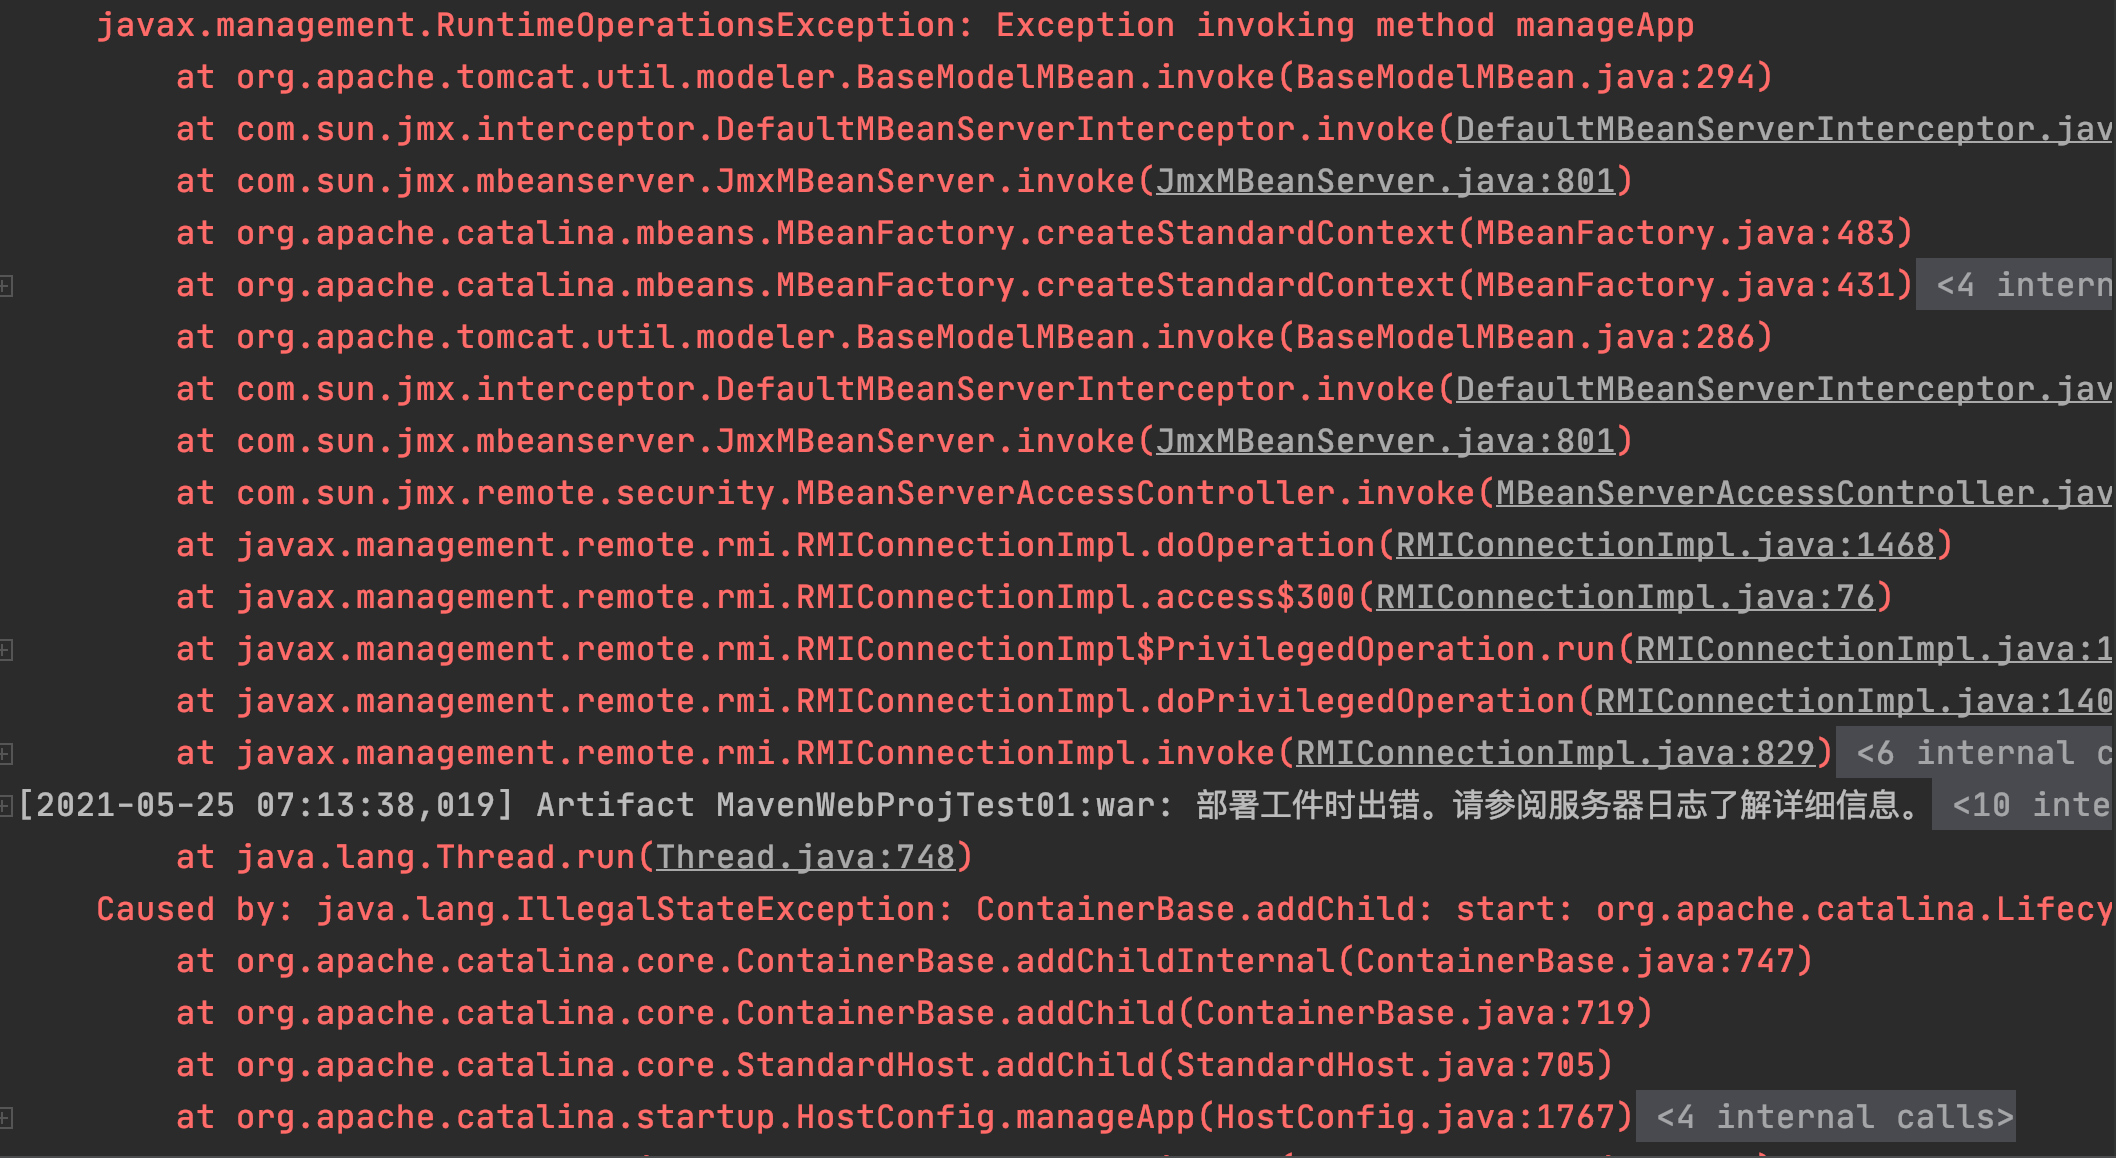 javax.management.RuntimeOperationsException: Exception invoking method manageApp
at org.apache.tomcat.util.modeler.BaseModelMBean.invoke(BaseModelMBean.java:294)
at com.sun.jmx.interceptor.DefaultMBeanServerInterceptor.invoke(DefaultMBeanServerInterceptor.jav
at com.sun.jmx.mbeanserver.JmxMBeanServer.invoke(JmxMBeanServer.java:801)
at org.apache.catalina.mbeans.MBeanFactory.createStandardContext(MBeanFactory.java:483)
at org.apache.catalina.mbeans.MBeanFactory.createStandardContext(MBeanFactory.java:431) <4 intern
at org.apache.tomcat.util.modeler.BaseModelMBean.invoke(BaseModelMBean.java:286)
at com.sun.jmx.interceptor.DefaultMBeanServerInterceptor.invoke(DefaultMBeanServerInterceptor.jav
at com.sun.jmx.mbeanserver.JmxMBeanServer.invoke(JmxMBeanServer.java:801)
at com.sun.jmx.remote.security.MBeanServerAccessController.invoke(MBeanServerAccessController.jav
at javax.management.remote.rmi.RMIConnectionImpl.doOperation(RMIConnectionImpl.java:1468)
at javax.management.remote.rmi.RMIConnectionImpl.access$300(RMIConnectionImpl.java:76)
at javax.management.remote.rmi.RMIConnectionImpl$PrivilegedOperation.run(RMIConnectionImpl.java:1
at javax.management.remote.rmi.RMIConnectionImpl.doPrivilegedOperation(RMIConnectionImpl.java:140
at javax.management.remote.rmi.RMIConnectionImpl.invoke(RMIConnectionImpl.java:829) <6 internal c
[2021-05-25 07:13:38,019] Artifact MavenWebProjTest01:war: 部署工件时出错。请参阅服务器日志了解详细信息。 <10 inte
at java.lang.Thread.run(Thread.java:748)
Caused by: java.lang.IllegalStateException: ContainerBase.addChild: start: org.apache.catalina.Lifecy
at org.apache.catalina.core.ContainerBase.addChildInternal(ContainerBase.java:747)
at org.apache.catalina.core.ContainerBase.addChild(ContainerBase.java:719)
at org.apache.catalina.core.StandardHost.addChild(StandardHost.java:705)
at org.apache.catalina.startup.HostConfig.manageApp(HostConfig.java:1767) <4 internal calls>